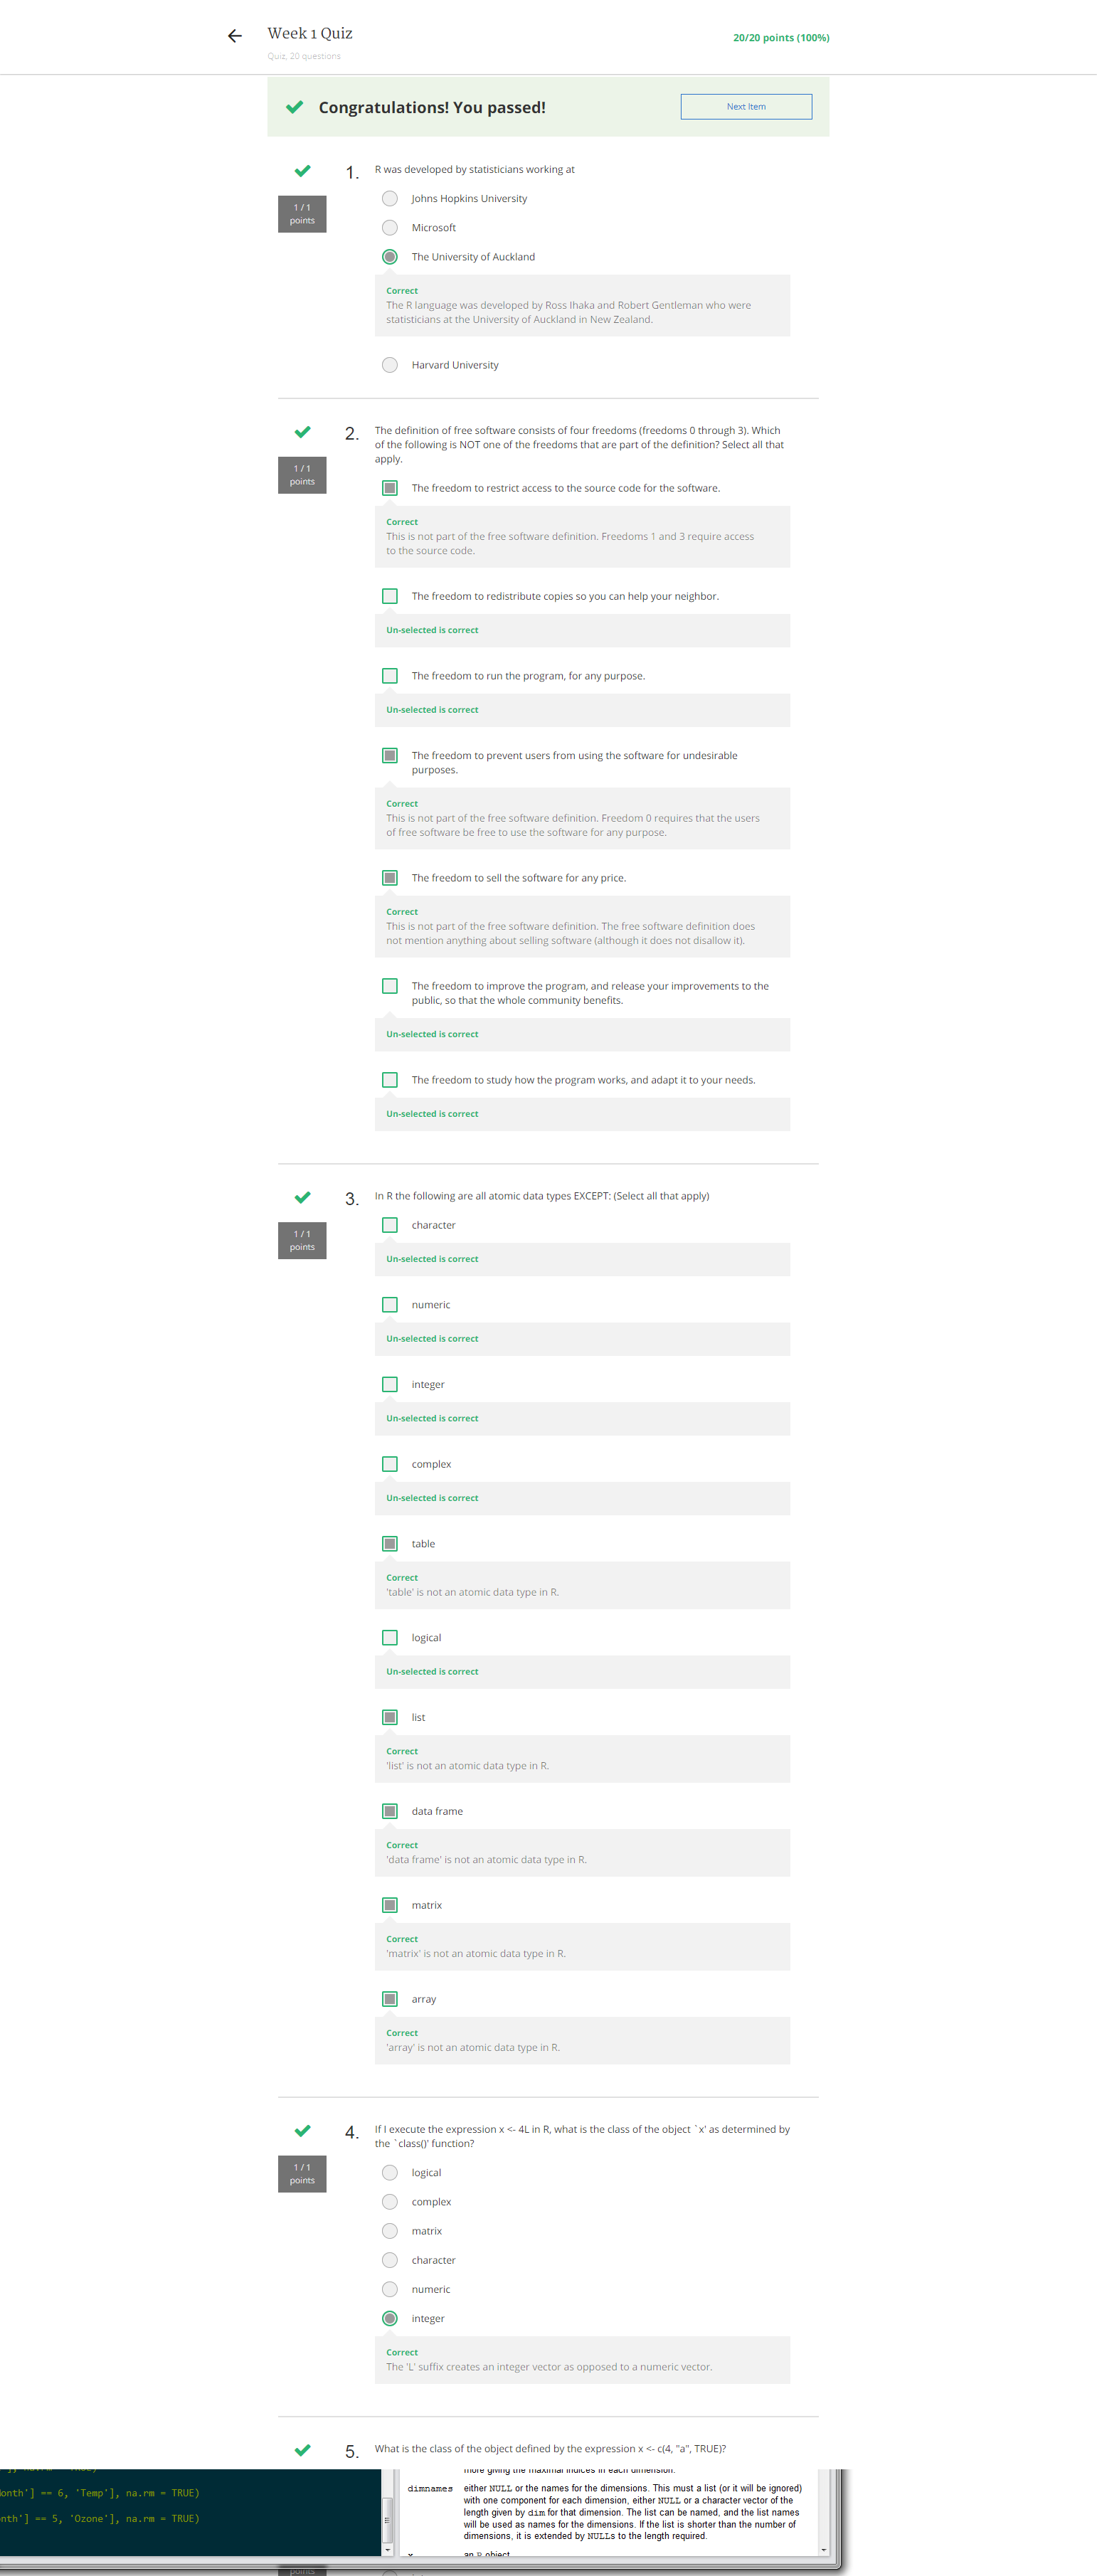 Week 1 Quiz
20/20 points (100%)
Quiz, 20 questions
Congratulations! You passed!
Next Item
1 / 1
points
1. R was developed by statisticians working at
Johns Hopkins University
Microsoft
The University of Auckland
Correct
The R language was developed by Ross Ihaka and Robert Gentleman who were
statisticians at the University of Auckland in New Zealand.
Harvard University
1 / 1
points
2. The definition of free software consists of four freedoms (freedoms 0 through 3). Which
of the following is NOT one of the freedoms that are part of the definition? Select all that
apply.
The freedom to restrict access to the source code for the software.
Correct
This is not part of the free software definition. Freedoms 1 and 3 require access
to the source code.
The freedom to redistribute copies so you can help your neighbor.
Un-selected is correct
The freedom to run the program, for any purpose.
Un-selected is correct
The freedom to prevent users from using the software for undesirable
purposes.
Correct
This is not part of the free software definition. Freedom 0 requires that the users
of free software be free to use the software for any purpose.
The freedom to sell the software for any price.
Correct
This is not part of the free software definition. The free software definition does
not mention anything about selling software (although it does not disallow it).
The freedom to improve the program, and release your improvements to the
public, so that the whole community benefits.
Un-selected is correct
The freedom to study how the program works, and adapt it to your needs.
Un-selected is correct
1 / 1
points
3. In R the following are all atomic data types EXCEPT: (Select all that apply)
character
Un-selected is correct
numeric
Un-selected is correct
integer
Un-selected is correct
complex
Un-selected is correct
table
Correct
'table' is not an atomic data type in R.
logical
Un-selected is correct
list
Correct
'list' is not an atomic data type in R.
data frame
Correct
'data frame' is not an atomic data type in R.
matrix
Correct
'matrix' is not an atomic data type in R.
array
Correct
'array' is not an atomic data type in R.
1 / 1
points
4. If I execute the expression x <- 4L in R, what is the class of the object `x' as determined by
the `class()' function?
logical
complex
matrix
character
numeric
integer
Correct
The 'L' suffix creates an integer vector as opposed to a numeric vector.
5. What is the class of the object defined by the expression x <- c(4, "a", TRUE)?
onth'] == 6, 'Temp'], na.rm = TRUE)
nth'] == 5, 'Ozone'], na.rm = TRUE)
more giving the maximal indices in each dimension.
dimnames either NULL or the names for the dimensions. This must a list (or it will be ignored)
with one component for each dimension, either NULL or a character vector of the
length given by dim for that dimension. The list can be named, and the list names
will be used as names for the dimensions. If the list is shorter than the number of
dimensions, it is extended by NULLs to the length required.
x an R object
points